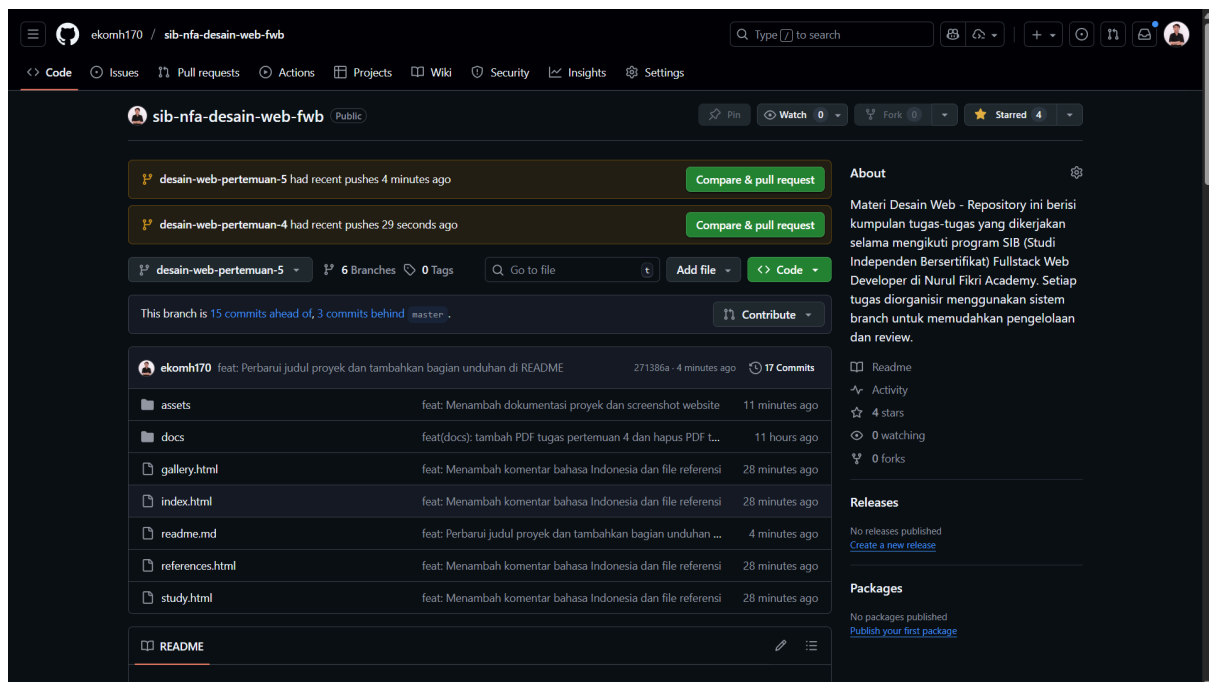 ekomh170 / sib-nfa-desain-web-fwb
Type / to search
Code Issues Pull requests Actions Projects Wiki Security Insights Settings
sib-nfa-desain-web-fwb Public
Pin Watch 0 Fork 0 Starred 4
desain-web-pertemuan-5 had recent pushes 4 minutes ago
Compare & pull request
desain-web-pertemuan-4 had recent pushes 29 seconds ago
Compare & pull request
desain-web-pertemuan-5 6 Branches 0 Tags Go to file t Add file Code
This branch is 15 commits ahead of, 3 commits behind master .
Contribute
ekomh170 feat: Perbarui judul proyek dan tambahkan bagian unduhan di README 271386a · 4 minutes ago 17 Commits
assets feat: Menambah dokumentasi proyek dan screenshot website 11 minutes ago
docs feat(docs): tambah PDF tugas pertemuan 4 dan hapus PDF t... 11 hours ago
gallery.html feat: Menambah komentar bahasa Indonesia dan file referensi 28 minutes ago
index.html feat: Menambah komentar bahasa Indonesia dan file referensi 28 minutes ago
readme.md feat: Perbarui judul proyek dan tambahkan bagian unduhan ... 4 minutes ago
references.html feat: Menambah komentar bahasa Indonesia dan file referensi 28 minutes ago
study.html feat: Menambah komentar bahasa Indonesia dan file referensi 28 minutes ago
README
About
Materi Desain Web - Repository ini berisi
kumpulan tugas-tugas yang dikerjakan
selama mengikuti program SIB (Studi
Independen Bersertifikat) Fullstack Web
Developer di Nurul Fikri Academy. Setiap
tugas diorganisir menggunakan sistem
branch untuk memudahkan pengelolaan
dan review.
Readme
Activity
4 stars
0 watching
0 forks
Releases
No releases published
Create a new release
Packages
No packages published
Publish your first package